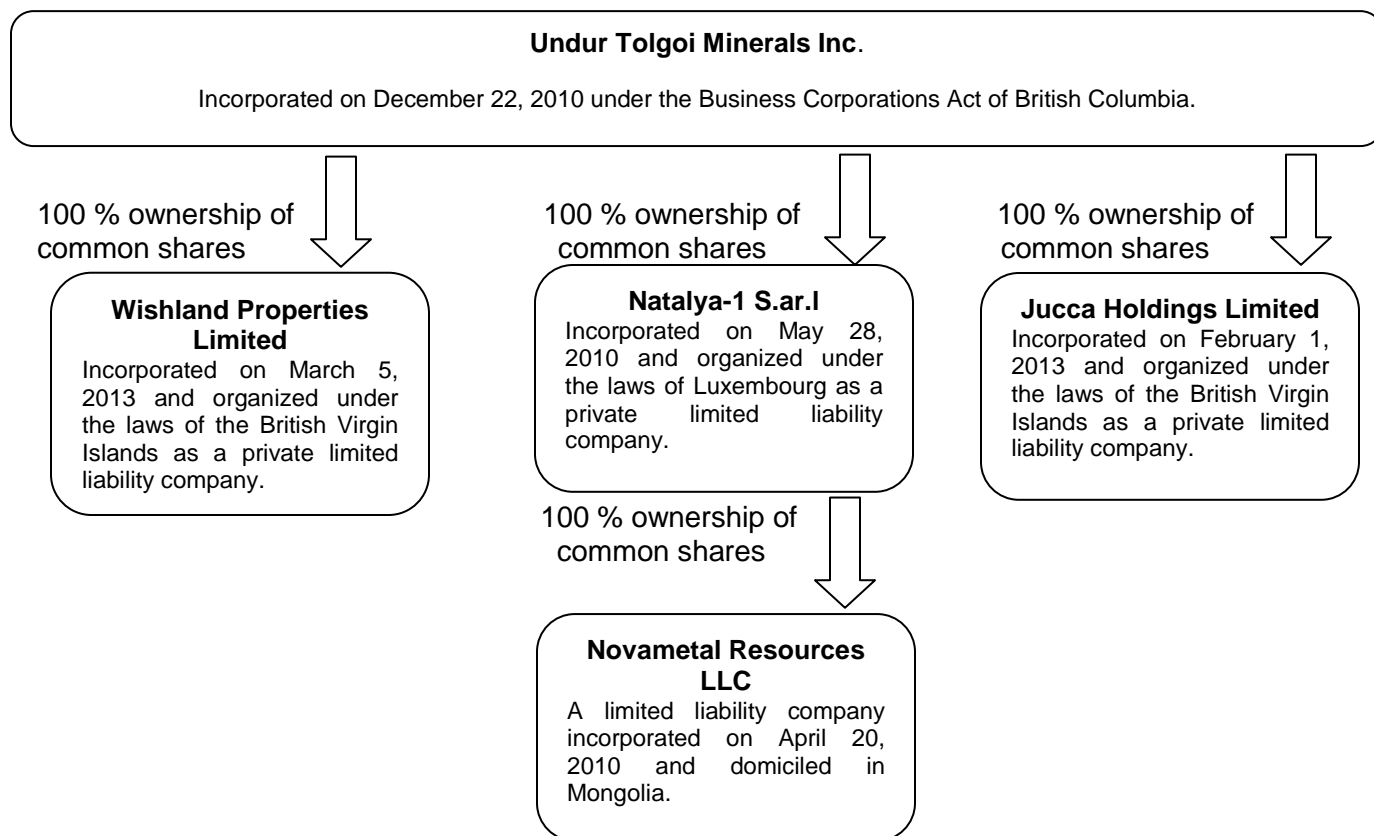 Undur Tolgoi Minerals Inc.
Incorporated on December 22, 2010 under the Business Corporations Act of British Columbia.
100 % ownership of
common shares
100 % ownership of
common shares
100 % ownership of
common shares
Wishland Properties
Limited
Incorporated on March 5,
2013 and organized under
the laws of the British Virgin
Islands as a private limited
liability company.
Natalya-1 S.ar.l
Incorporated on May 28,
2010 and organized under
the laws of Luxembourg as a
private limited liability
company.
Jucca Holdings Limited
Incorporated on February 1,
2013 and organized under
the laws of the British Virgin
Islands as a private limited
liability company.
100 % ownership of
common shares
Novametal Resources
LLC
A limited liability company
incorporated on April 20,
2010 and domiciled in
Mongolia.